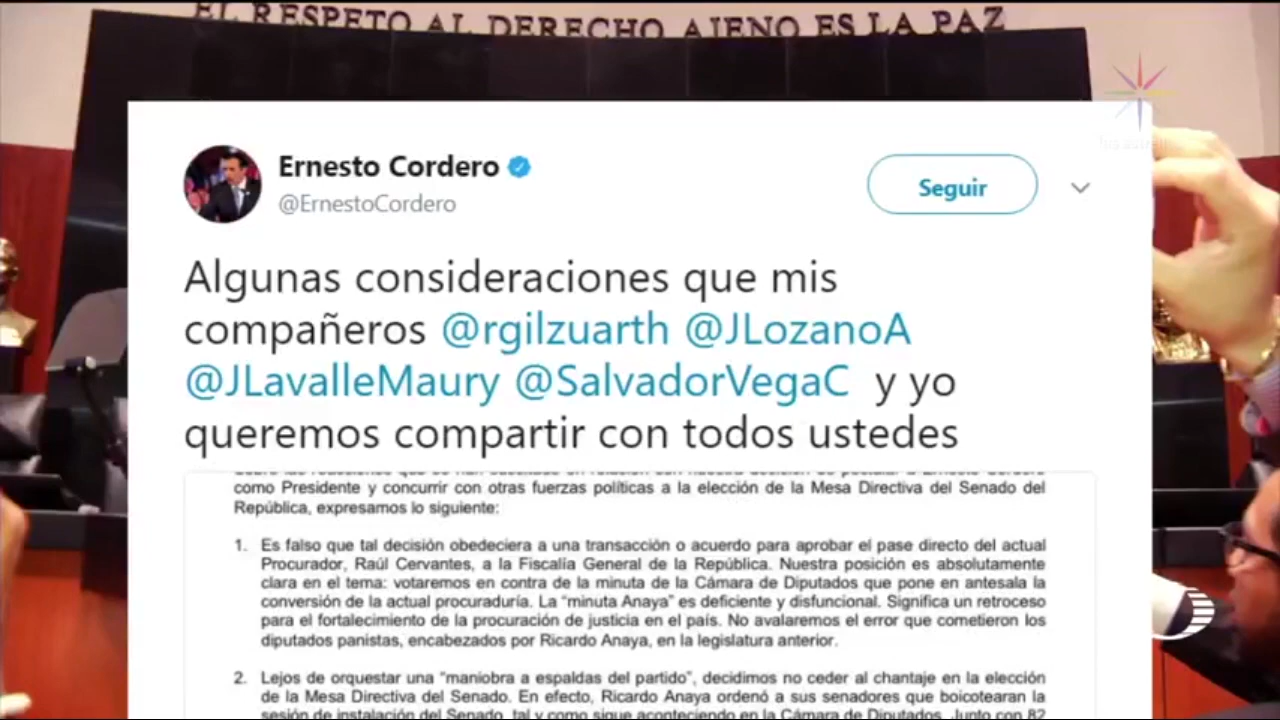 EL RESPETO AL DERECHO AJENO ES LA PAZ
Ernesto Cordero
@ErnestoCordero
Seguir
Algunas consideraciones que mis
compañeros @rgilzuarth @JLozanoA
@JLavalleMaury @SalvadorVegaC y yo
queremos compartir con todos ustedes
como Presidente y concurrir con otras fuerzas políticas a la elección de la Mesa Directiva del Senado del
República, expresamos lo siguiente:
1. Es falso que tal decisión obedeciera a una transacción o acuerdo para aprobar el pase directo del actual
Procurador, Raúl Cervantes, a la Fiscalía General de la República. Nuestra posición es absolutamente
clara en el tema: votaremos en contra de la minuta de la Cámara de Diputados que pone en antesala la
conversión de la actual procuraduría. La “minuta Anaya” es deficiente y disfuncional. Significa un retroceso
para el fortalecimiento de la procuración de justicia en el país. No avalaremos el error que cometieron los
diputados panistas, encabezados por Ricardo Anaya, en la legislatura anterior.
2. Lejos de orquestar una “maniobra a espaldas del partido”, decidimos no ceder al chantaje en la elección
de la Mesa Directiva del Senado. En efecto, Ricardo Anaya ordenó a sus senadores que boicotearan la
sesión de instalación del Senado, tal y como sigue aconteciendo en la Cámara de Diputados. Junto con 82